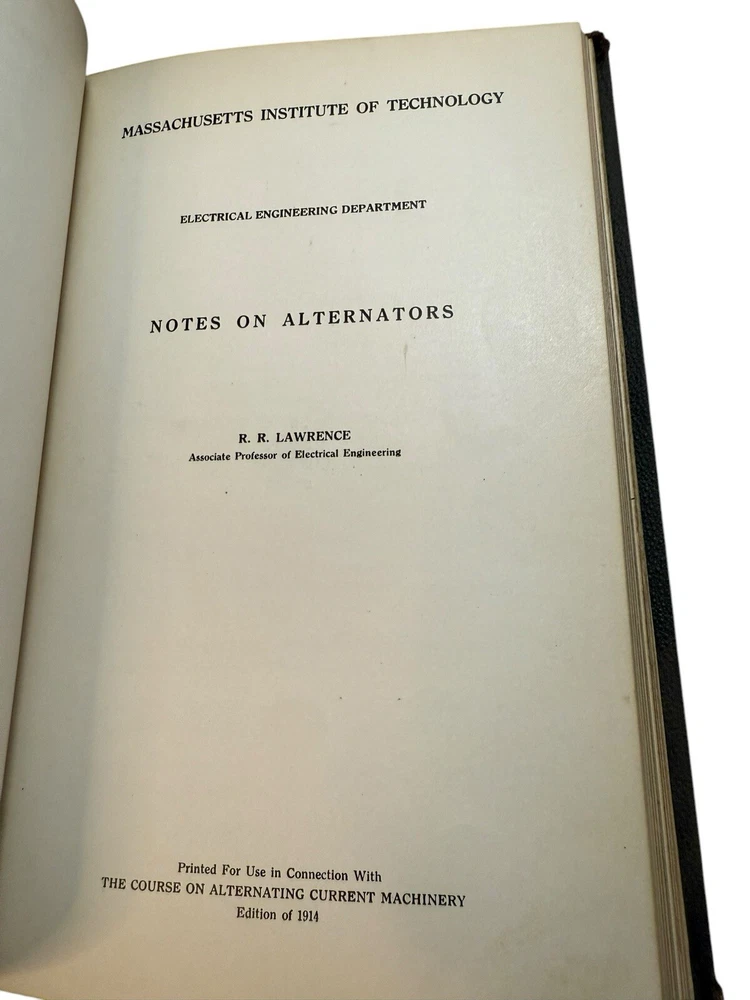 MASSACHUSETTS INSTITUTE OF TECHNOLOGY
ELECTRICAL ENGINEERING DEPARTMENT
NOTES ON ALTERNATORS
R. R. LAWRENCE
Associate Professor of Electrical Engineering
Printed For Use in Connection With
THE COURSE ON ALTERNATING CURRENT MACHINERY
Edition of 1914